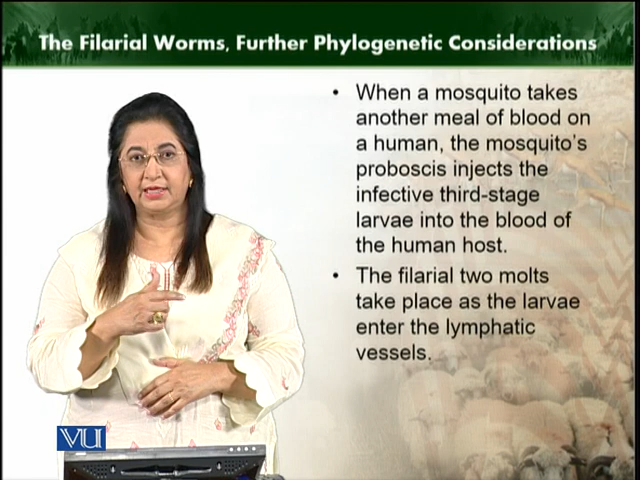 The Filarial Worms, Further Phylogenetic Considerations
• When a mosquito takes
another meal of blood on
a human, the mosquito's
proboscis injects the
infective third-stage
larvae into the blood of
the human host.
• The filarial two molts
take place as the larvae
enter the lymphatic
vessels.
VU